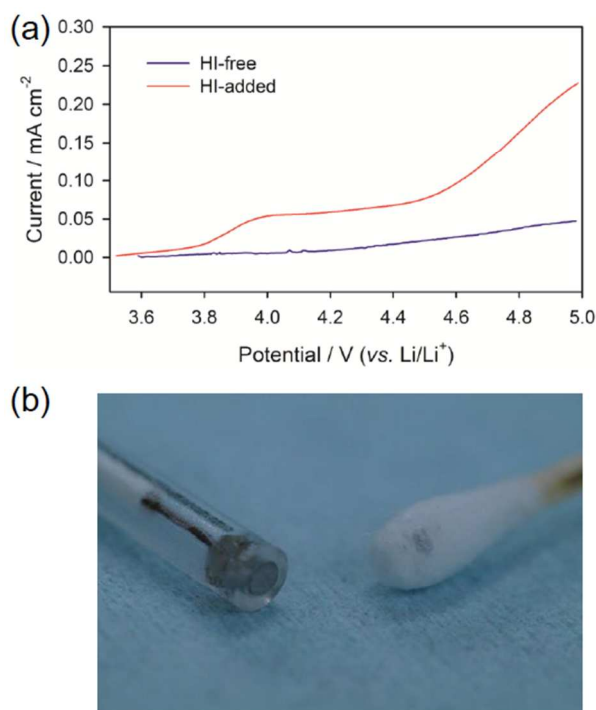 (a)
0.30
0.25
0.20
0.15
0.10
0.05
0.00
Current / mA cm⁻²
HI-free
HI-added
3.6 3.8 4.0 4.2 4.4 4.6 4.8 5.0
Potential / V (vs. Li/Li⁺)
(b)